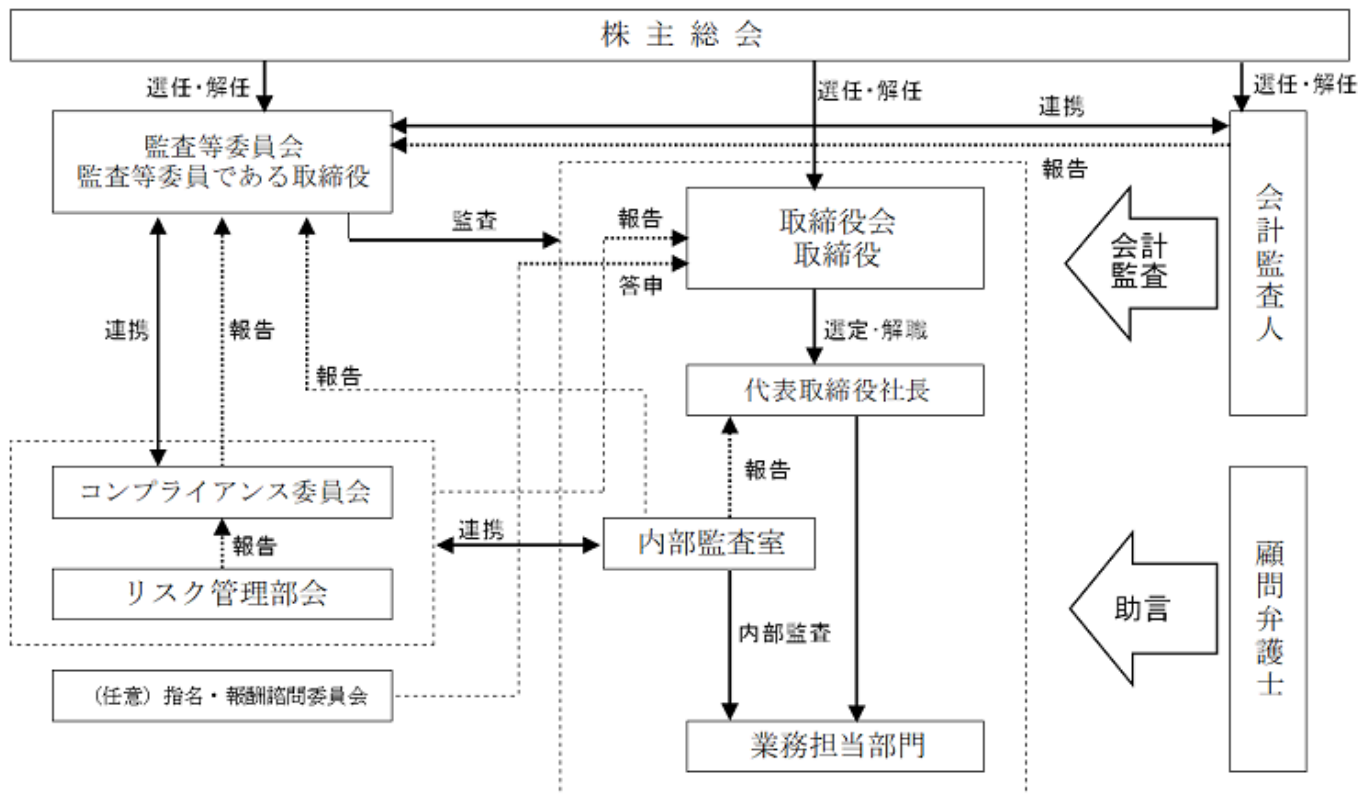 株主総会
選任・解任
選任・解任
選任・解任
連携
報告
監査等委員会
監査等委員である取締役
監査
報告
答申
取締役会
取締役
会計
監査
会計監査人
連携
報告
報告
選定・解職
代表取締役社長
報告
コンプライアンス委員会
報告
リスク管理部会
連携
内部監査室
内部監査
助言
顧問弁護士
(任意)指名・報酬諮問委員会
業務担当部門